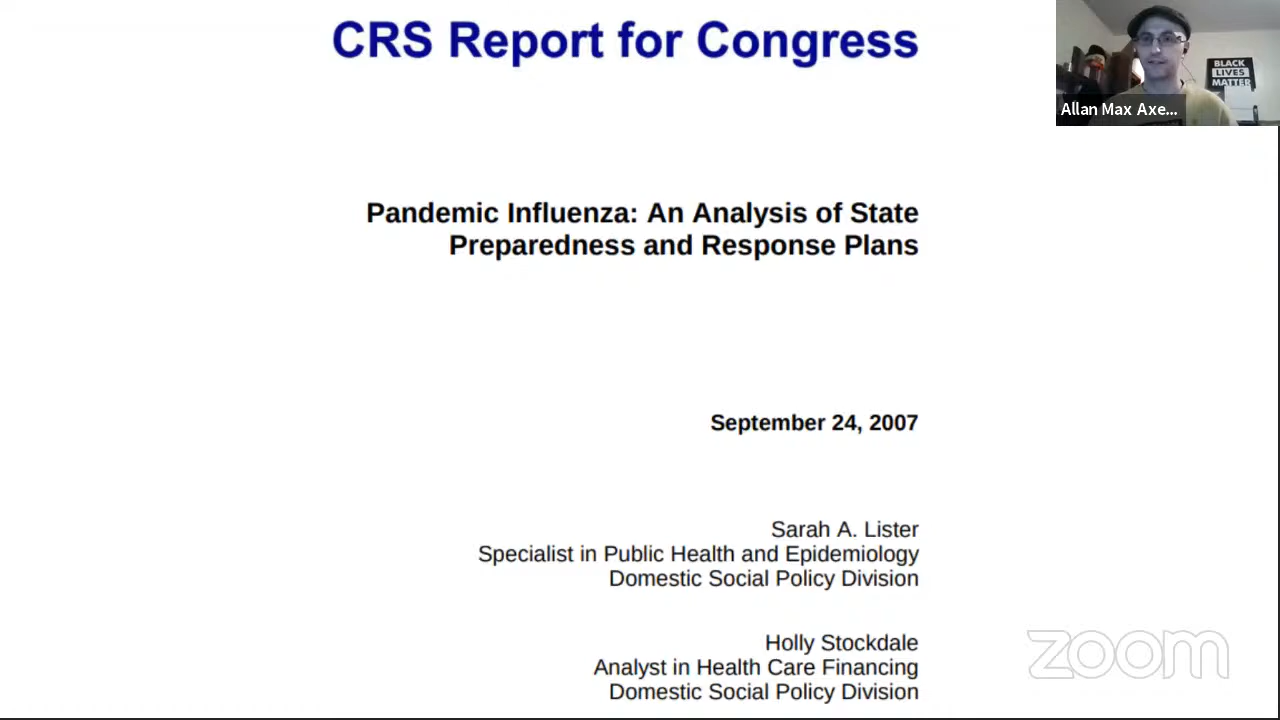 CRS Report for Congress
BLACK
LIVES
MATTER
Allan Max Axe...
Pandemic Influenza: An Analysis of State
Preparedness and Response Plans
September 24, 2007
Sarah A. Lister
Specialist in Public Health and Epidemiology
Domestic Social Policy Division
Holly Stockdale
Analyst in Health Care Financing
Domestic Social Policy Division
zoom